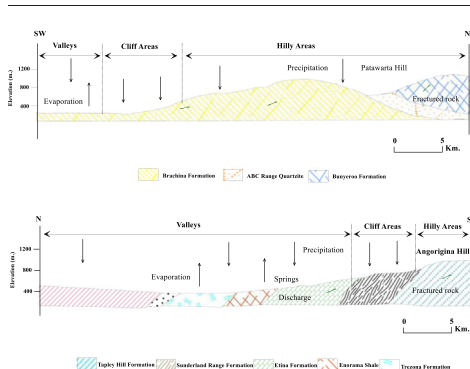 SW N
Valleys Cliff Areas Hilly Areas
Precipitation Patawarta Hill
1200
800
400
Elevation (m.)
Evaporation
Fractured rock
0 5
Km.
Brachina Formation ABC Range Quartzite Bunyeroo Formation
N S
Valleys Cliff Areas Hilly Areas
Precipitation Angorigina Hill
1200
800
400
Elevation (m.)
Evaporation Springs
Discharge Fractured rock
0 5
Km.
Tapley Hill Formation Sunderland Range Formation Etina Formation Enorama Shale Trezona Formation